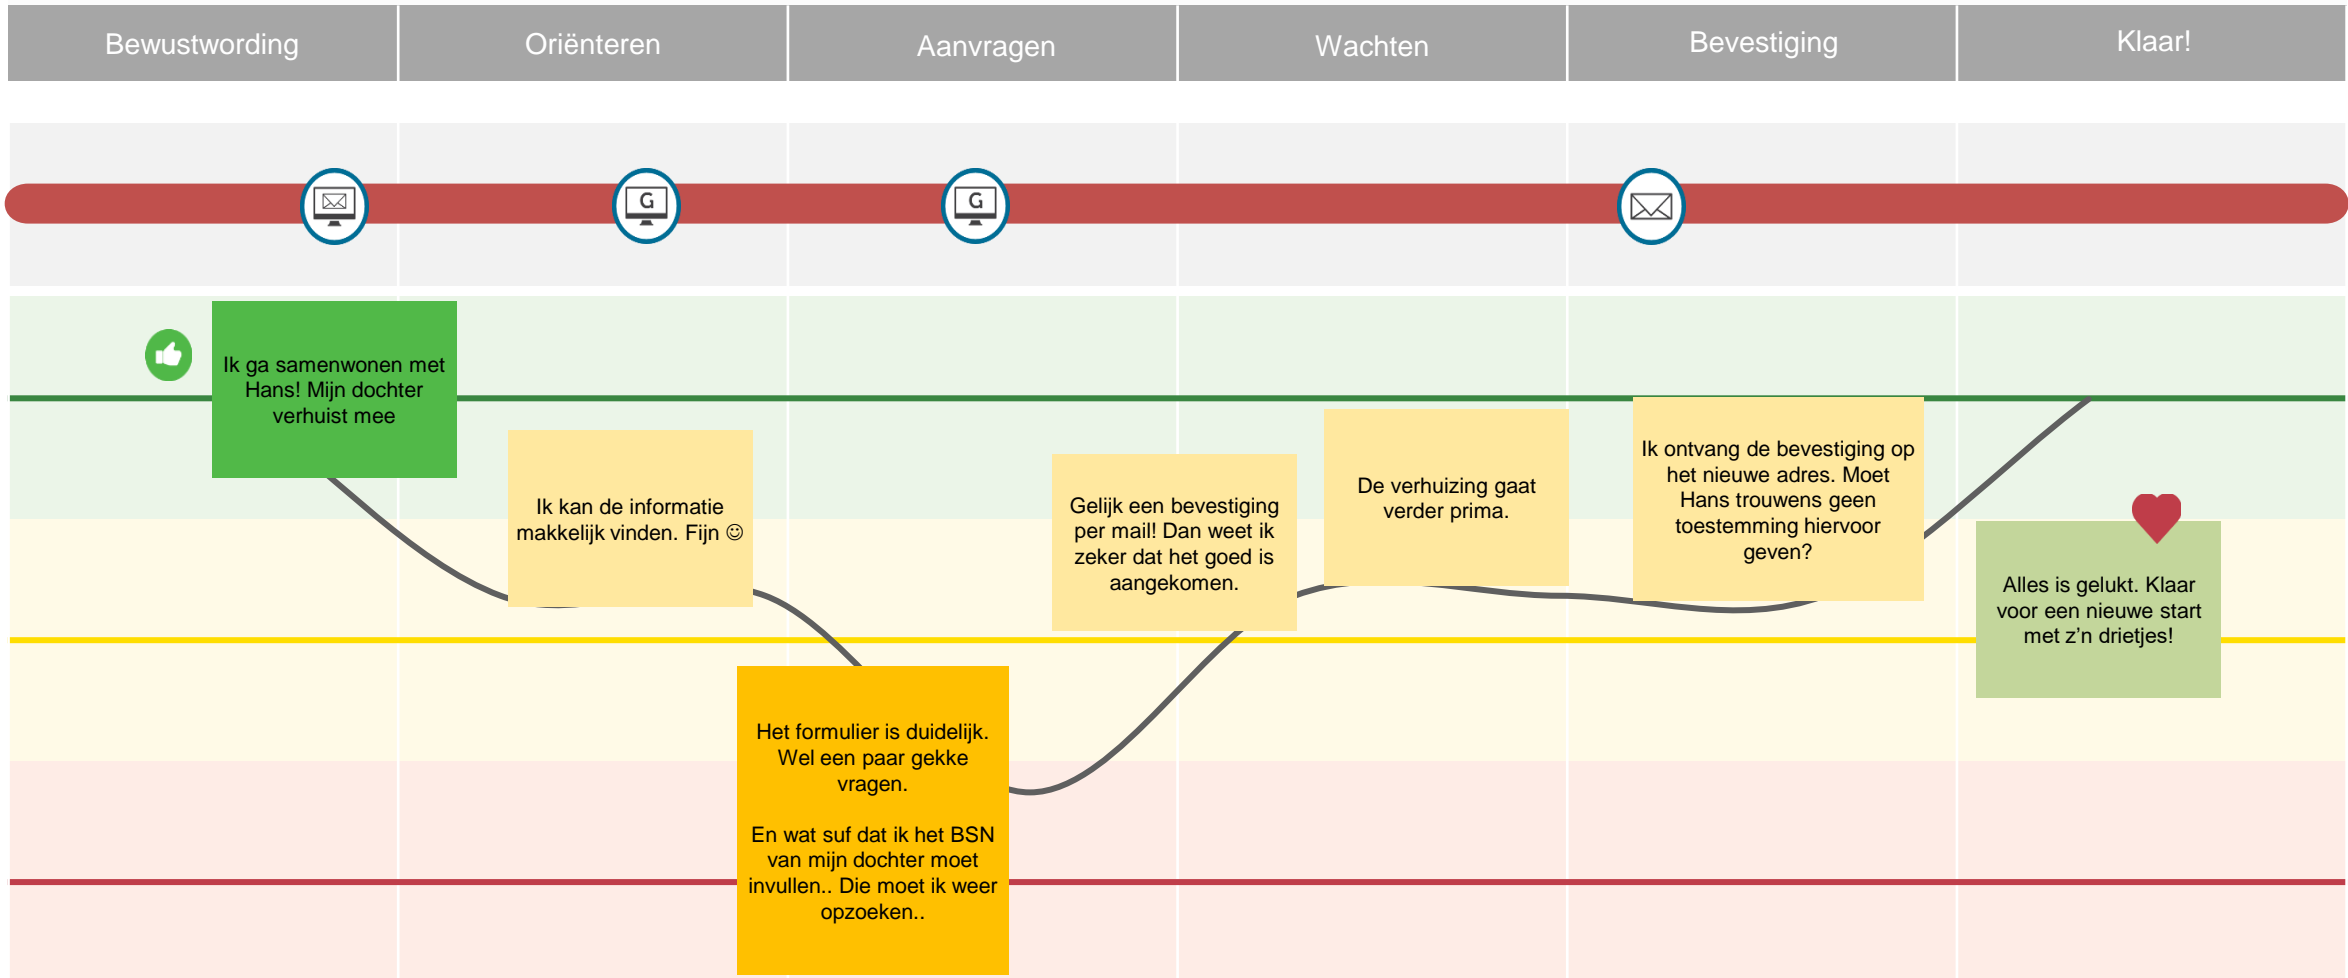 Bewustwording
Oriënteren
Aanvragen
Wachten
Bevestiging
Klaar!
G
G
Ik ga samenwonen met
Hans! Mijn dochter
verhuist mee
Ik kan de informatie
makkelijk vinden. Fijn ☺
Het formulier is duidelijk.
Wel een paar gekke
vragen.
En wat suf dat ik het BSN
van mijn dochter moet
invullen.. Die moet ik weer
opzoeken..
Gelijk een bevestiging
per mail! Dan weet ik
zeker dat het goed is
aangekomen.
De verhuizing gaat
verder prima.
Ik ontvang de bevestiging op
het nieuwe adres. Moet
Hans trouwens geen
toestemming hiervoor
geven?
Alles is gelukt. Klaar
voor een nieuwe start
met z’n drietjes!